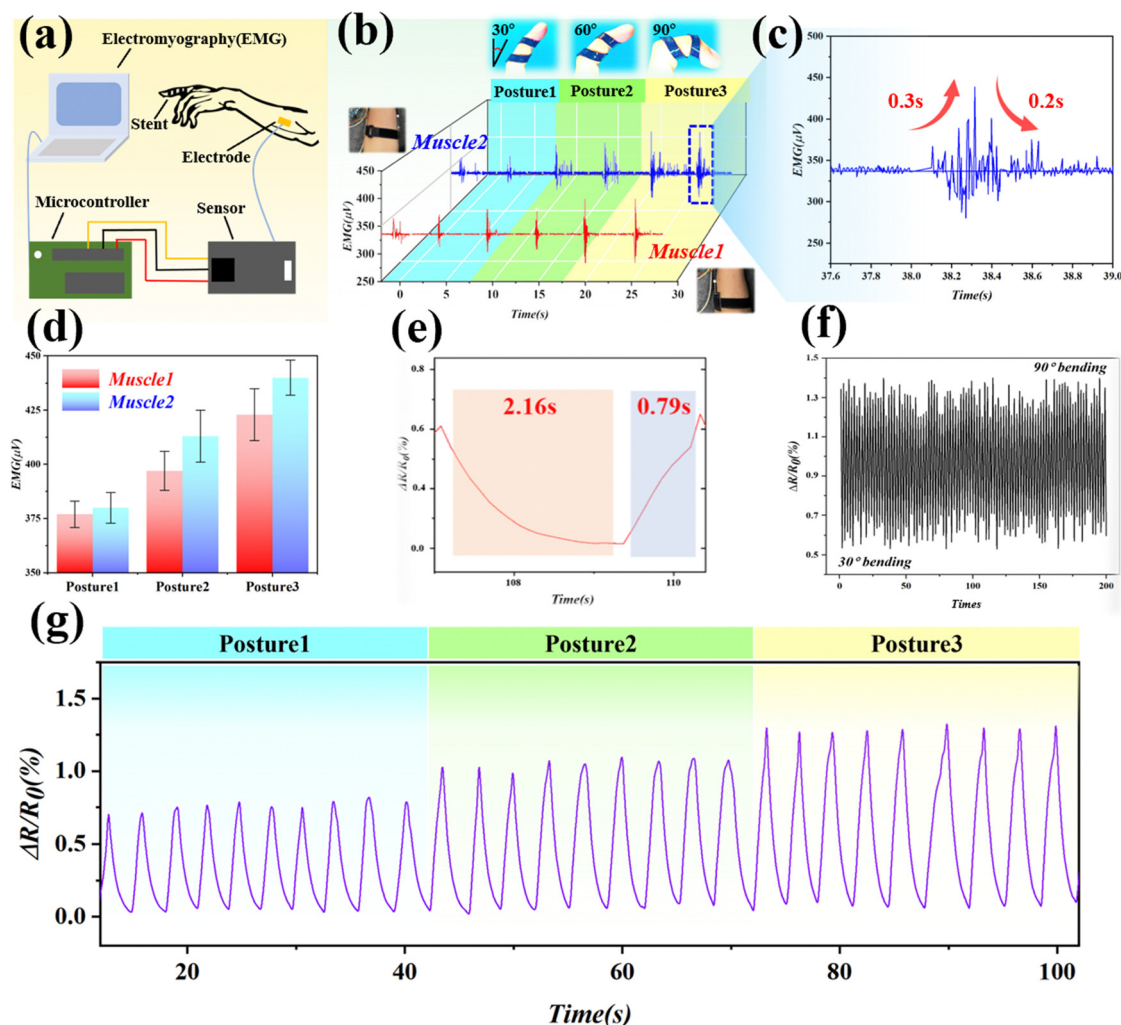 (a)
Electromyography(EMG)
Stent
Electrode
Microcontroller
Sensor
(b)
30°
60°
90°
Posture1
Posture2
Posture3
Muscle2
Muscle1
EMG(μV)
450
400
350
300
250
0
5
10
15
20
25
30
Time(s)
(c)
0.3s
0.2s
EMG(μV)
500
450
400
350
300
250
37.6
37.8
38.0
38.2
38.4
38.6
38.8
39.0
Time(s)
(d)
Muscle1
Muscle2
EMG(μV)
450
425
400
375
350
Posture1
Posture2
Posture3
(e)
2.16s
0.79s
ΔR/R0(%)
0.8
0.6
0.4
0.2
0.0
108
110
Time(s)
(f)
90° bending
30° bending
ΔR/R0(%)
1.5
1.3
1.1
0.9
0.7
0.5
0
50
100
150
200
Times
(g)
Posture1
Posture2
Posture3
ΔR/R0(%)
1.5
1.0
0.5
0.0
20
40
60
80
100
Time(s)